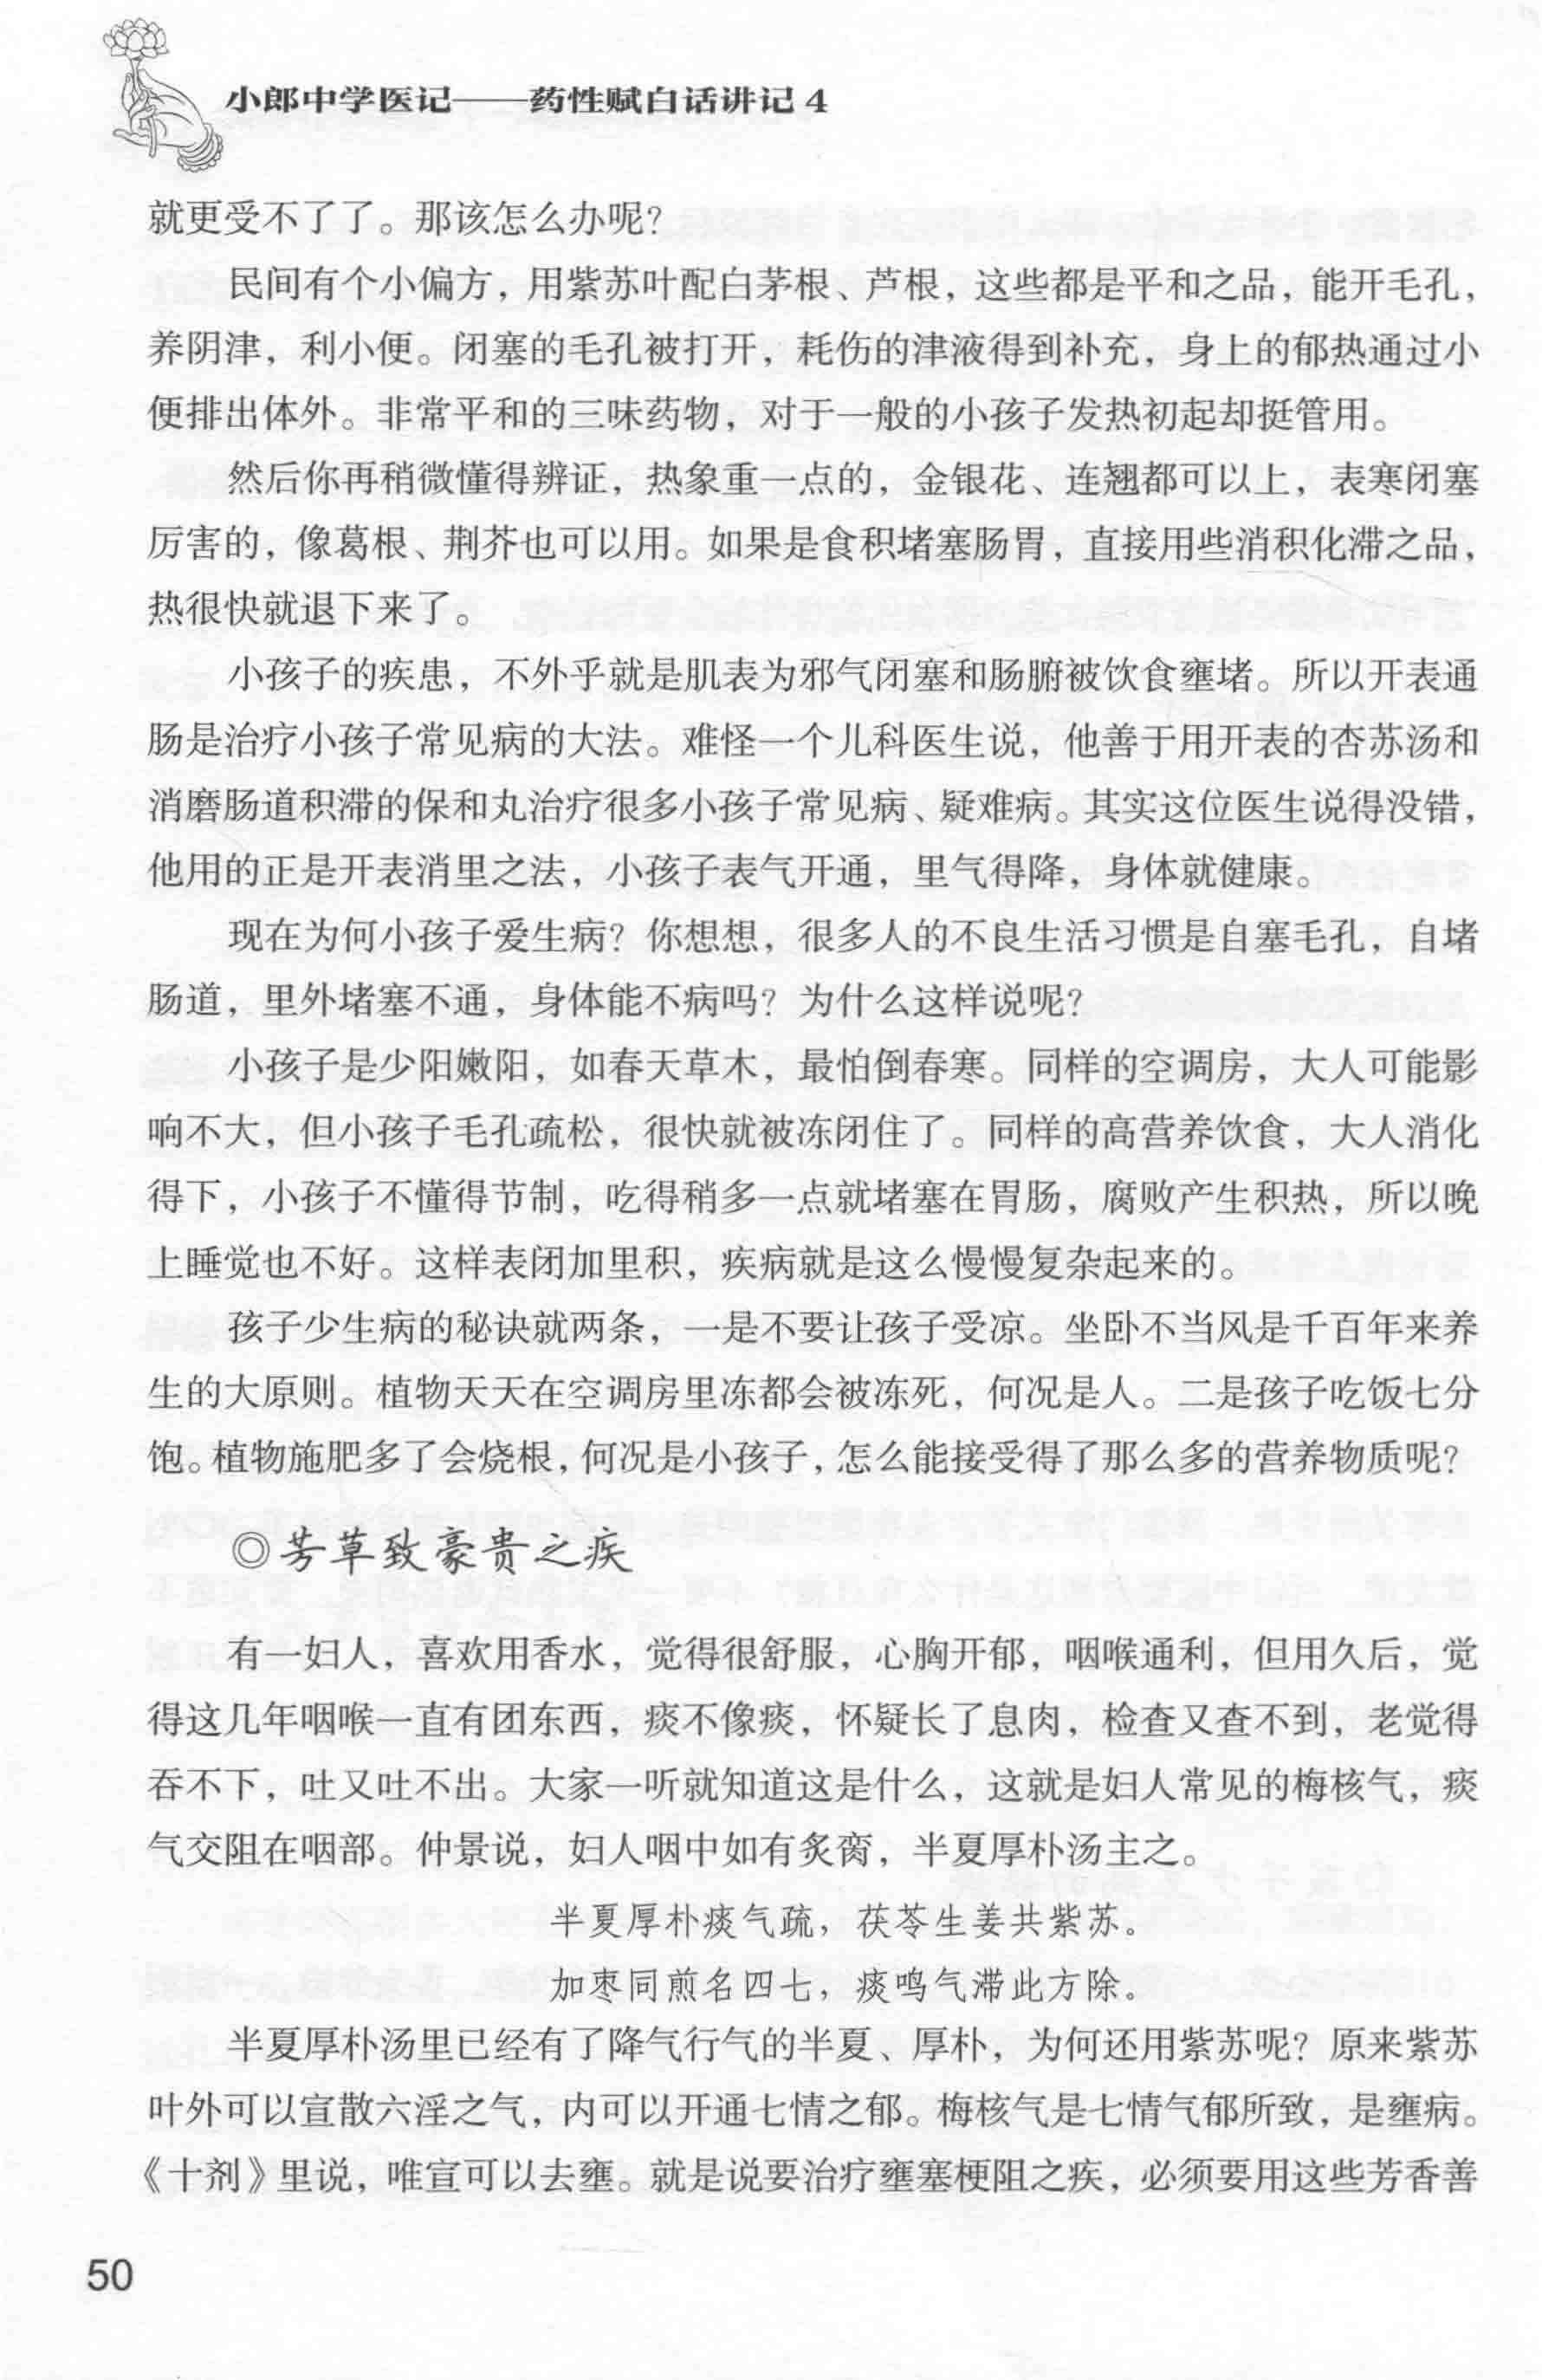 小郎中学医记——药性赋白话讲记4
就更受不了了。那该怎么办呢？
民间有个小偏方，用紫苏叶配白茅根、芦根，这些都是平和之品，能开毛孔，
养阴津，利小便。闭塞的毛孔被打开，耗伤的津液得到补充，身上的郁热通过小
便排出体外。非常平和的三味药物，对于一般的小孩子发热初起却挺管用。
然后你再稍微懂得辨证，热象重一点的，金银花、连翘都可以上，表寒闭塞
厉害的，像葛根、荆芥也可以用。如果是食积堵塞肠胃，直接用些消积化滞之品，
热很快就退下来了。
小孩子的疾患，不外乎就是肌表为邪气闭塞和肠腑被饮食壅堵。所以开表通
肠是治疗小孩子常见病的大法。难怪一个儿科医生说，他善于用开表的杏苏汤和
消磨肠道积滞的保和丸治疗很多小孩子常见病、疑难病。其实这位医生说得没错，
他用的正是开表消里之法，小孩子表气开通，里气得降，身体就健康。
现在为何小孩子爱生病？你想想，很多人的不良生活习惯是自塞毛孔，自堵
肠道，里外堵塞不通，身体能不病吗？为什么这样说呢？
小孩子是少阳嫩阳，如春天草木，最怕倒春寒。同样的空调房，大人可能影
响不大，但小孩子毛孔疏松，很快就被冻闭住了。同样的高营养饮食，大人消化
得下，小孩子不懂得节制，吃得稍多一点就堵塞在胃肠，腐败产生积热，所以晚
上睡觉也不好。这样表闭加里积，疾病就是这么慢慢复杂起来的。
孩子少生病的秘诀就两条，一是不要让孩子受凉。坐卧不当风是千百年来养
生的大原则。植物天天在空调房里冻都会被冻死，何况是人。二是孩子吃饭七分
饱。植物施肥多了会烧根，何况是小孩子，怎么能接受得了那么多的营养物质呢？
◎芳草致豪贵之疾
有一妇人，喜欢用香水，觉得很舒服，心胸开郁，咽喉通利，但用久后，觉
得这几年咽喉一直有团东西，痰不像痰，怀疑长了息肉，检查又查不到，老觉得
吞不下，吐又吐不出。大家一听就知道这是什么，这就是妇人常见的梅核气，痰
气交阻在咽部。仲景说，妇人咽中如有炙脔，半夏厚朴汤主之。
半夏厚朴痰气疏，茯苓生姜共紫苏。
加枣同煎名四七，痰鸣气滞此方除。
半夏厚朴汤里已经有了降气行气的半夏、厚朴，为何还用紫苏呢？原来紫苏
叶外可以宣散六淫之气，内可以开通七情之郁。梅核气是七情气郁所致，是壅病。
《十剂》里说，唯宣可以去壅。就是说要治疗壅塞梗阻之疾，必须要用这些芳香善
50